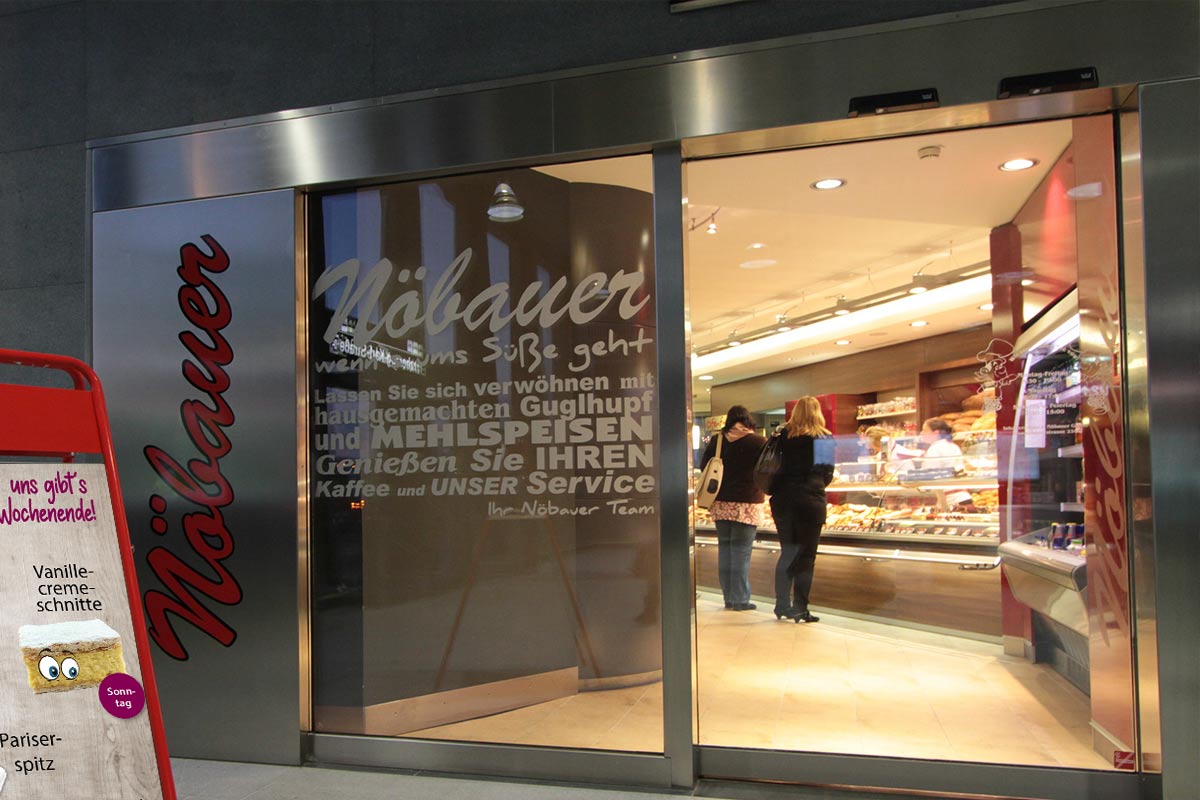 Nöbauer
uns gibt's
Wochenende!
Vanille-
creme-
schnitte
Sonn-
tag
Pariser-
spitz
Nöbauer
wenn ums Süße geht
Lassen Sie sich verwöhnen mit
hausgemachten Guglhupf
und MEHLSPEISEN
Genießen Sie IHREN
Kaffee und UNSER Service
Ihr Nöbauer Team
Nöbauer